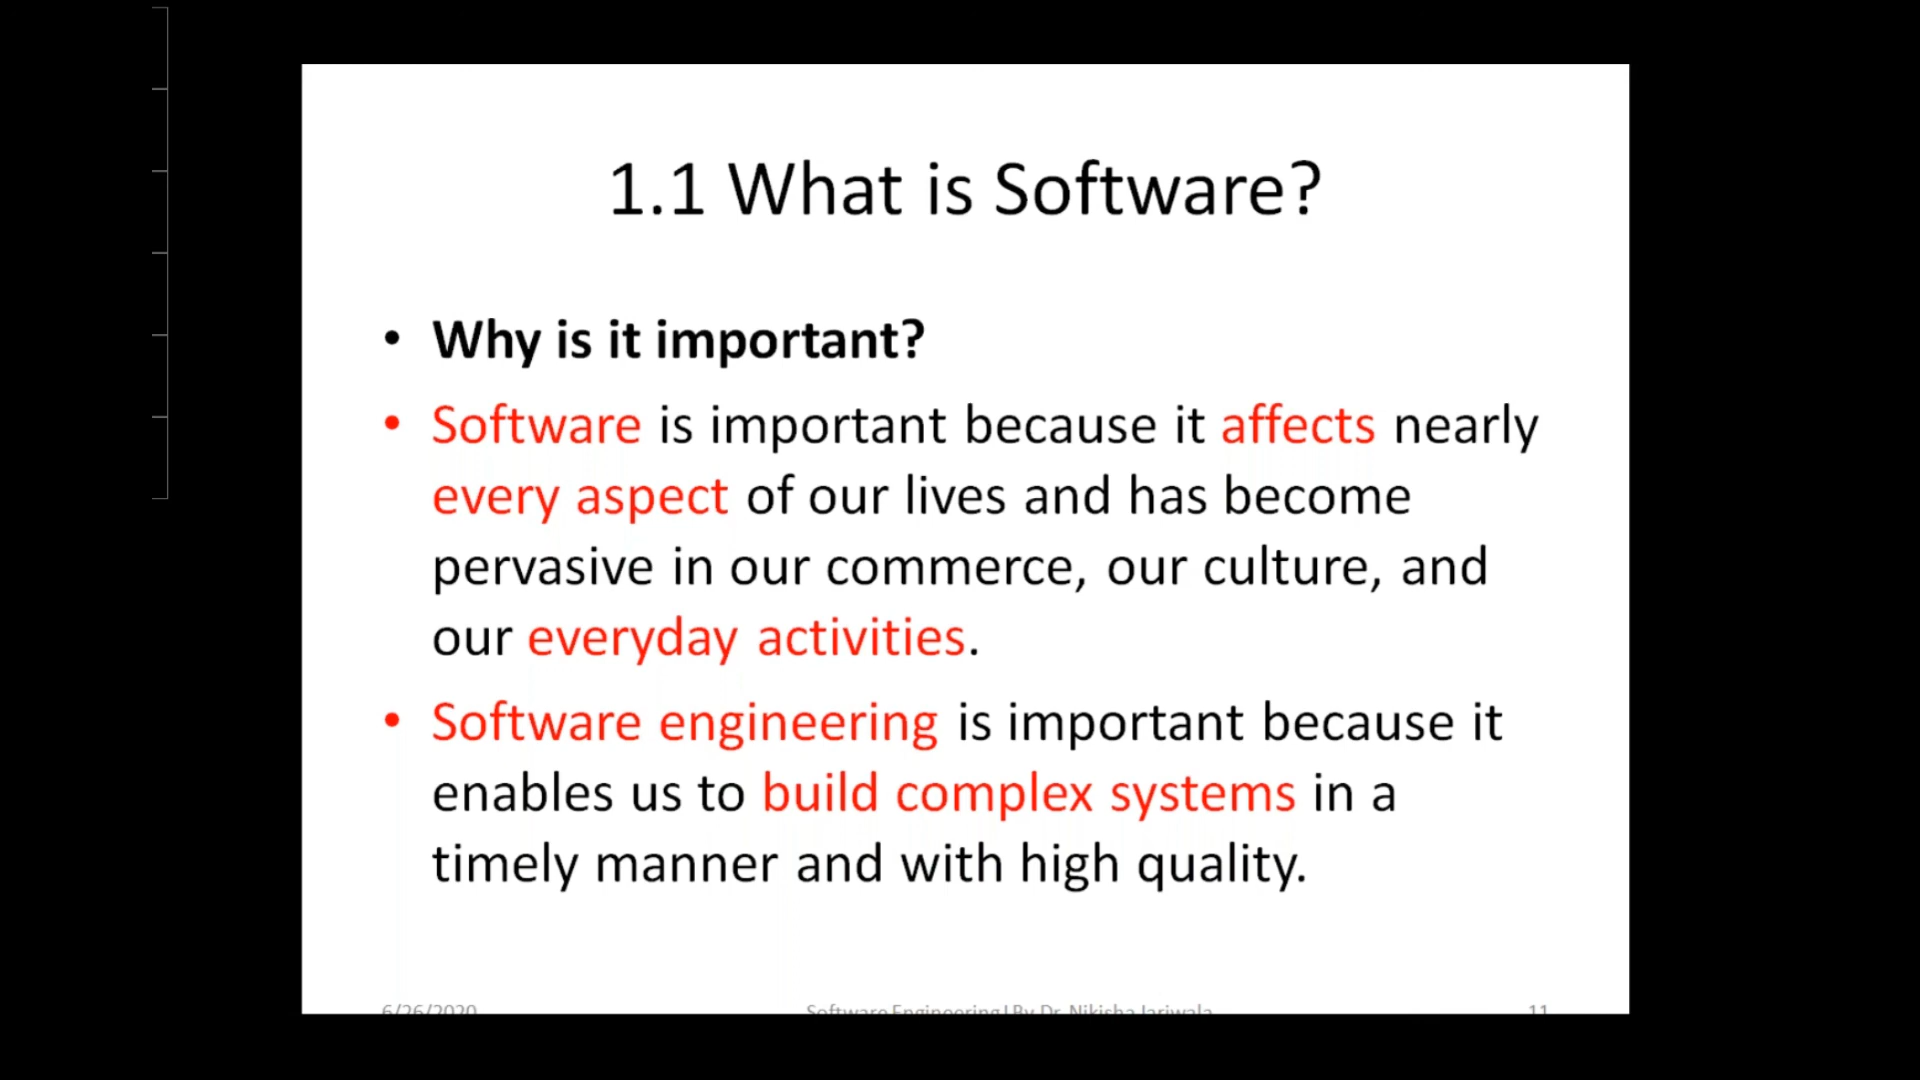 1.1 What is Software?
• Why is it important?
• Software is important because it affects nearly
every aspect of our lives and has become
pervasive in our commerce, our culture, and
our everyday activities.
• Software engineering is important because it
enables us to build complex systems in a
timely manner and with high quality.
6/26/2020 Software Engineering | By Dr. Nikisha Jariwala 11